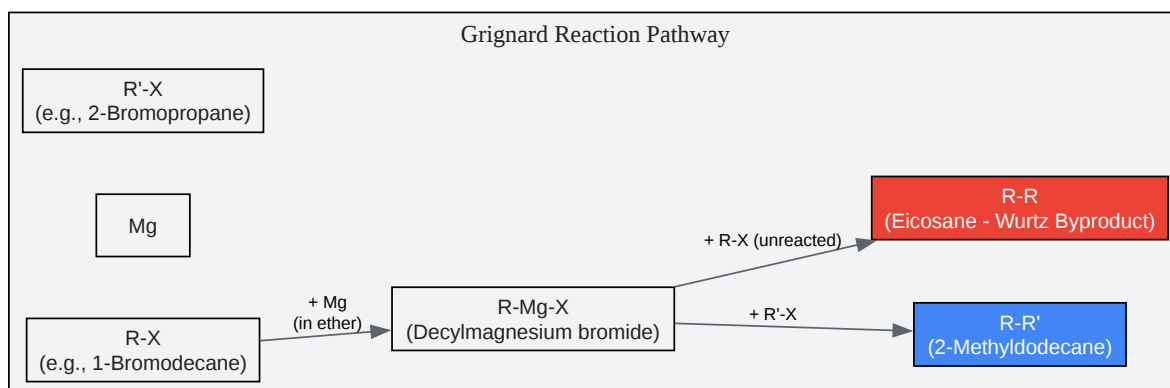 Grignard Reaction Pathway
R'-X
(e.g., 2-Bromopropane)
Mg
R-X
(e.g., 1-Bromodecane)
+ Mg
(in ether)
R-Mg-X
(Decylmagnesium bromide)
+ R-X (unreacted)
R-R
(Eicosane - Wurtz Byproduct)
+ R'-X
R-R'
(2-Methyldodecane)